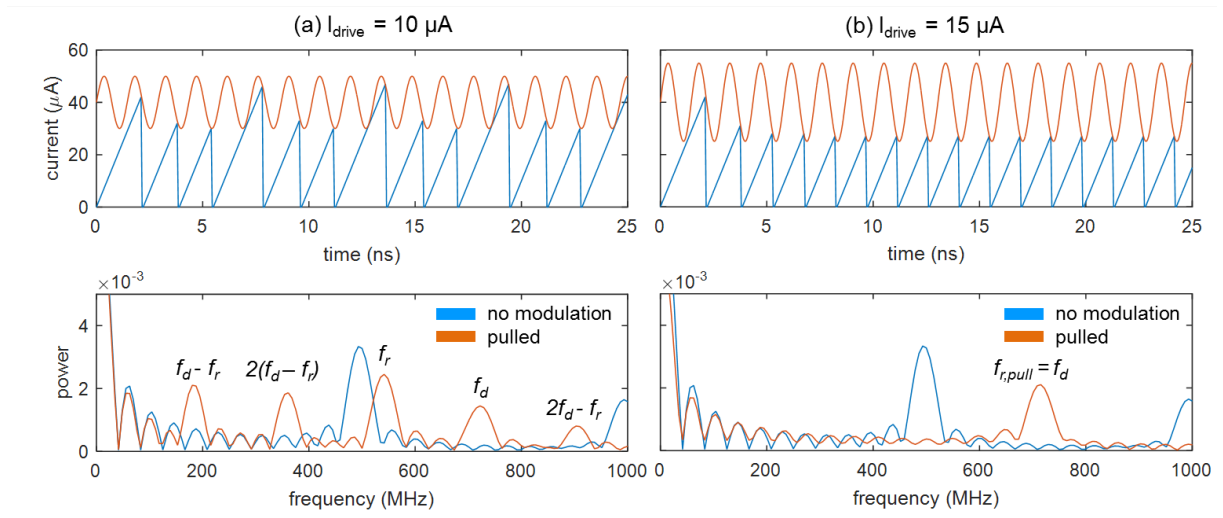 (a) I_drive = 10 µA
(b) I_drive = 15 µA
60
40
20
0
current (µA)
0 5 10 15 20 25
time (ns)
0 5 10 15 20 25
time (ns)
×10⁻³
4
2
0
power
no modulation
pulled
f_d - f_r
2(f_d – f_r)
f_r
f_d
2f_d - f_r
0 200 400 600 800 1000
frequency (MHz)
×10⁻³
no modulation
pulled
f_r,pull = f_d
0 200 400 600 800 1000
frequency (MHz)